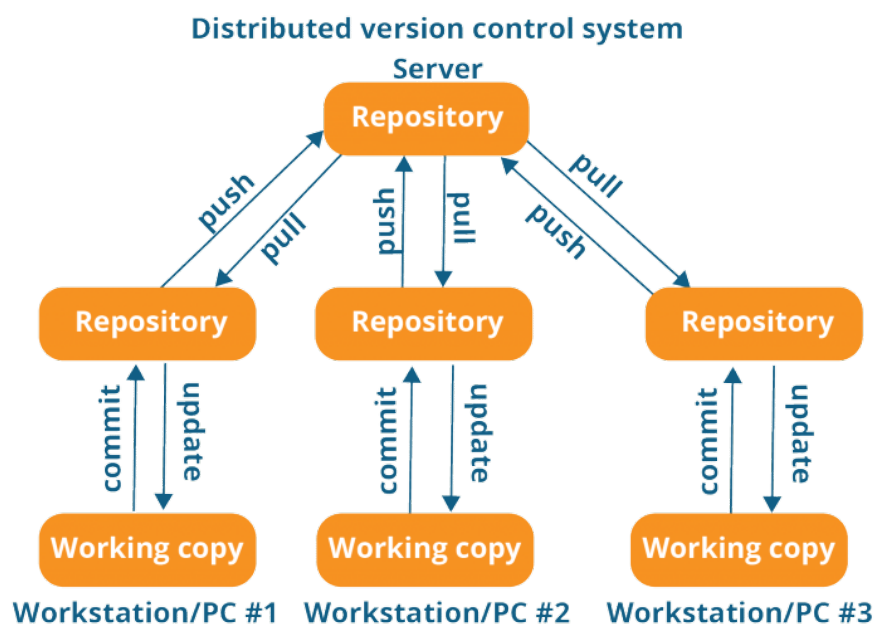 Distributed version control system
Server
Repository
push
pull
push
pull
push
pull
Repository
Repository
Repository
commit
update
commit
update
commit
update
Working copy
Working copy
Working copy
Workstation/PC #1
Workstation/PC #2
Workstation/PC #3